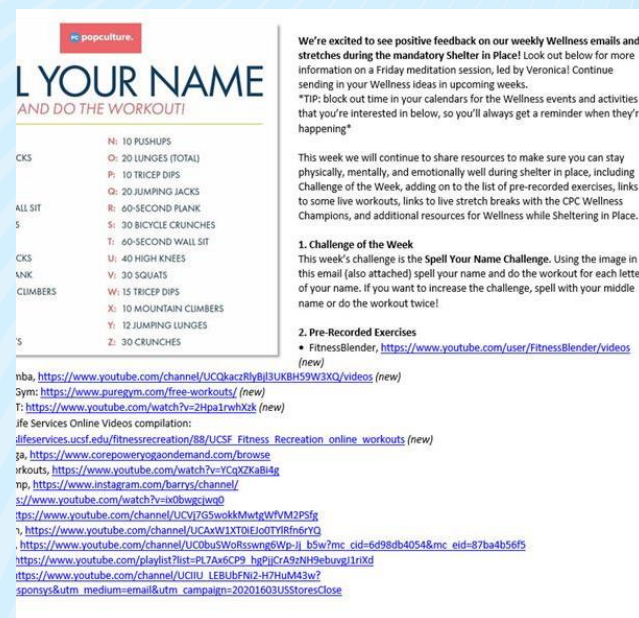 PC popculture.
L YOUR NAME
AND DO THE WORKOUT!
N: 10 PUSHUPS
CKS O: 20 LUNGES (TOTAL)
P: 10 TRICEP DIPS
Q: 20 JUMPING JACKS
ALL SIT R: 60-SECOND PLANK
S S: 30 BICYCLE CRUNCHES
T: 60-SECOND WALL SIT
CKS U: 40 HIGH KNEES
ANK V: 30 SQUATS
CLIMBERS W: 15 TRICEP DIPS
X: 10 MOUNTAIN CLIMBERS
Y: 12 JUMPING LUNGES
'S Z: 30 CRUNCHES
We're excited to see positive feedback on our weekly Wellness emails and
stretches during the mandatory Shelter in Place! Look out below for more
information on a Friday meditation session, led by Veronica! Continue
sending in your Wellness ideas in upcoming weeks.
*TIP: block out time in your calendars for the Wellness events and activities
that you're interested in below, so you'll always get a reminder when they'r
happening*
This week we will continue to share resources to make sure you can stay
physically, mentally, and emotionally well during shelter in place, including
Challenge of the Week, adding on to the list of pre-recorded exercises, links
to some live workouts, links to live stretch breaks with the CPC Wellness
Champions, and additional resources for Wellness while Sheltering in Place.
1. Challenge of the Week
This week's challenge is the Spell Your Name Challenge. Using the image in
this email (also attached) spell your name and do the workout for each lette
of your name. If you want to increase the challenge, spell with your middle
name or do the workout twice!
2. Pre-Recorded Exercises
• FitnessBlender, https://www.youtube.com/user/FitnessBlender/videos
(new)
mba, https://www.youtube.com/channel/UCQkaczRlyBjl3UKBH59W3XQ/videos (new)
Gym: https://www.puregym.com/free-workouts/ (new)
T: https://www.youtube.com/watch?v=2Hpa1rwhXzk (new)
ife Services Online Videos compilation:
slifeservices.ucsf.edu/fitnessrecreation/88/UCSF_Fitness_Recreation_online_workouts (new)
ga, https://www.corepoweryogaondemand.com/browse
orkouts, https://www.youtube.com/watch?v=YCqXZKaBi4g
mp, https://www.instagram.com/barrys/channel/
s://www.youtube.com/watch?v=ix0bwgcjwq0
ttps://www.youtube.com/channel/UCVj7G5wokkMwtgWfVM2PSfg
n, https://www.youtube.com/channel/UCAxW1XT0iEJo0TYlRfn6rYQ
, https://www.youtube.com/channel/UC0buSWoRsswng6Wp-Jj_b5w?mc_cid=6d98db4054&mc_eid=87ba4b56f5
https://www.youtube.com/playlist?list=PL7Ax6CP9_hgPjjCrA9zNH9ebuvgJ1riXd
ttps://www.youtube.com/channel/UCIIU_LEBUbFNi2-H7HuM43w?
sponsys&utm_medium=email&utm_campaign=20201603USStoresClose